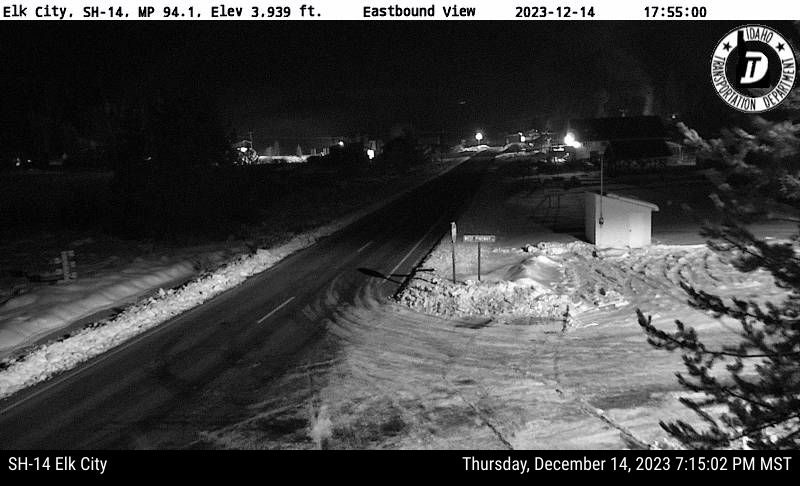 Elk City, SH-14, MP 94.1, Elev 3,939 ft. Eastbound View 2023-12-14 17:55:00
IDAHO
TRANSPORTATION DEPARTMENT
SH-14 Elk City Thursday, December 14, 2023 7:15:02 PM MST